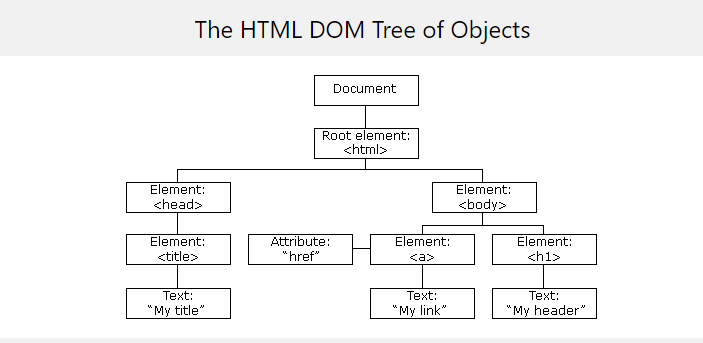 The HTML DOM Tree of Objects
Document
Root element:
<html>
Element:
<head>
Element:
<body>
Element:
<title>
Attribute:
“href”
Element:
<a>
Element:
<h1>
Text:
“My title”
Text:
“My link”
Text:
“My header”